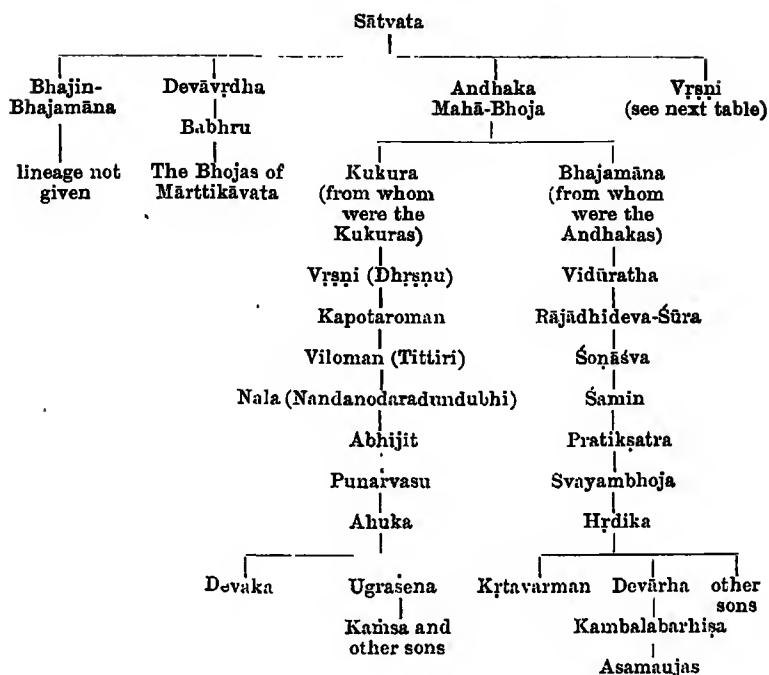 Sātvata
Bhajin-
Bhajamāna
Devāvṛdha
Andhaka
Mahā-Bhoja
Vṛṣṇi
(see next table)
Babhru
lineage not
given
The Bhojas of
Mārttikāvata
Kukura
(from whom
were the
Kukuras)
Bhajamāna
(from whom
were the
Andhakas)
Vṛṣṇi (Dhṛṣṇu)
Vidūratha
Kapotaroman
Rājādhideva-Śūra
Viloman (Tittiri)
Śoṇāśva
Nala (Nandanodaradundubhi)
Śamin
Abhijit
Pratikṣatra
Punarvasu
Svayambhoja
Ahuka
Hṛdika
Devaka
Ugraśena
Kṛtavarman
Devārha
other
sons
Kaṁsa and
other sons
Kambalabarhiṣa
Asamaujas